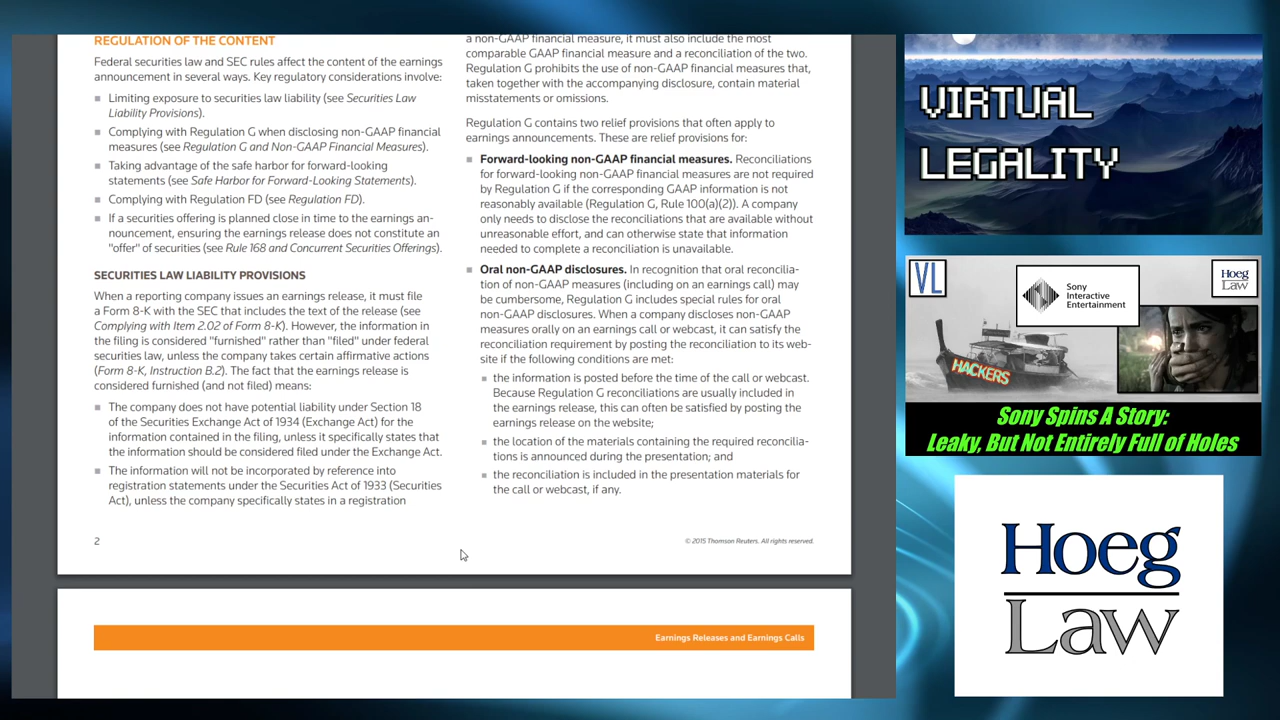 REGULATION OF THE CONTENT
Federal securities law and SEC rules affect the content of the earnings
announcement in several ways. Key regulatory considerations involve:
Limiting exposure to securities law liability (see Securities Law
Liability Provisions).
Complying with Regulation G when disclosing non-GAAP financial
measures (see Regulation G and Non-GAAP Financial Measures).
Taking advantage of the safe harbor for forward-looking
statements (see Safe Harbor for Forward-Looking Statements).
Complying with Regulation FD (see Regulation FD).
If a securities offering is planned close in time to the earnings an-
nouncement, ensuring the earnings release does not constitute an
"offer" of securities (see Rule 168 and Concurrent Securities Offerings).
SECURITIES LAW LIABILITY PROVISIONS
When a reporting company issues an earnings release, it must file
a Form 8-K with the SEC that includes the text of the release (see
Complying with Item 2.02 of Form 8-K). However, the information in
the filing is considered "furnished" rather than "filed" under federal
securities law, unless the company takes certain affirmative actions
(Form 8-K, Instruction B.2). The fact that the earnings release is
considered furnished (and not filed) means:
The company does not have potential liability under Section 18
of the Securities Exchange Act of 1934 (Exchange Act) for the
information contained in the filing, unless it specifically states that
the information should be considered filed under the Exchange Act.
The information will not be incorporated by reference into
registration statements under the Securities Act of 1933 (Securities
Act), unless the company specifically states in a registration
a non-GAAP financial measure, it must also include the most
comparable GAAP financial measure and a reconciliation of the two.
Regulation G prohibits the use of non-GAAP financial measures that,
taken together with the accompanying disclosure, contain material
misstatements or omissions.
Regulation G contains two relief provisions that often apply to
earnings announcements. These are relief provisions for:
Forward-looking non-GAAP financial measures. Reconciliations
for forward-looking non-GAAP financial measures are not required
by Regulation G if the corresponding GAAP information is not
reasonably available (Regulation G, Rule 100(a)(2)). A company
only needs to disclose the reconciliations that are available without
unreasonable effort, and can otherwise state that information
needed to complete a reconciliation is unavailable.
Oral non-GAAP disclosures. In recognition that oral reconcilia-
tion of non-GAAP measures (including on an earnings call) may
be cumbersome, Regulation G includes special rules for oral
non-GAAP disclosures. When a company discloses non-GAAP
measures orally on an earnings call or webcast, it can satisfy the
reconciliation requirement by posting the reconciliation to its web-
site if the following conditions are met:
the information is posted before the time of the call or webcast.
Because Regulation G reconciliations are usually included in
the earnings release, this can often be satisfied by posting the
earnings release on the website;
the location of the materials containing the required reconcilia-
tions is announced during the presentation; and
the reconciliation is included in the presentation materials for
the call or webcast, if any.
2
© 2015 Thomson Reuters. All rights reserved.
Earnings Releases and Earnings Calls
VIRTUAL
LEGALITY
VL
Sony
Interactive
Entertainment
Hoeg
Law
HACKERS
Sony Spins A Story:
Leaky, But Not Entirely Full of Holes
Hoeg
Law